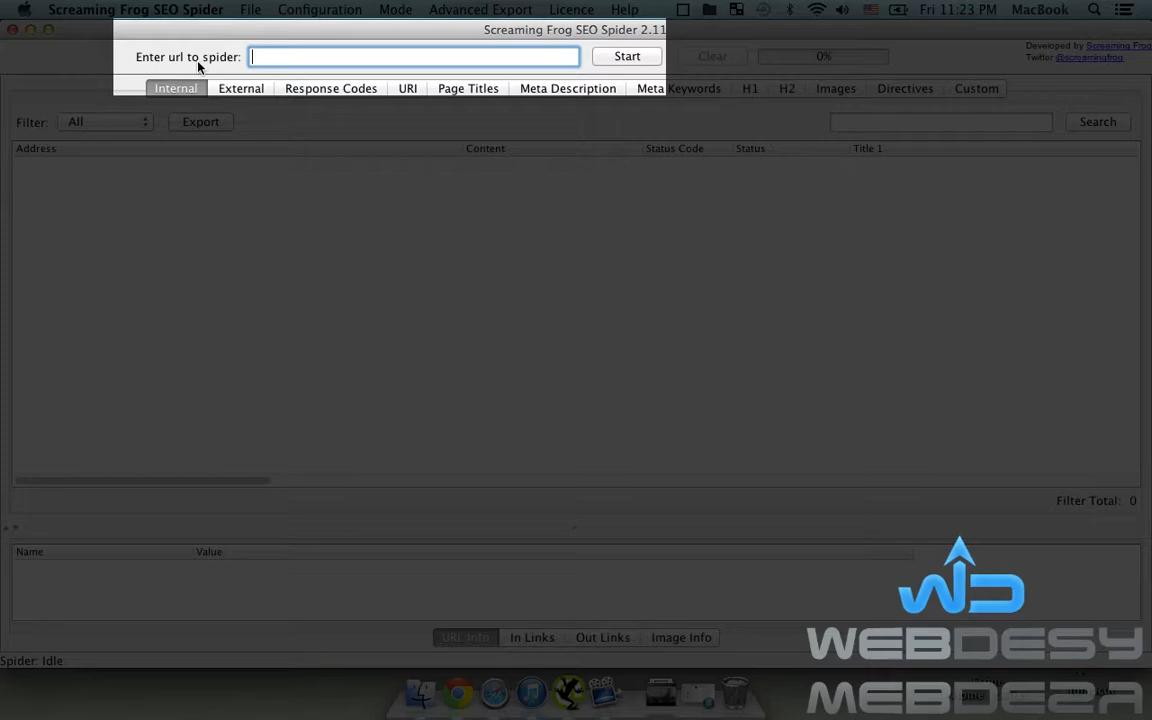 Screaming Frog SEO Spider File Configuration Mode Advanced Export Licence Help Fri 11:23 PM MacBook
Screaming Frog SEO Spider 2.11
Enter url to spider: Start Clear 0%
Developed by Screaming Frog
Twitter @screamingfrog
Internal External Response Codes URI Page Titles Meta Description Meta Keywords H1 H2 Images Directives Custom
Filter: All Export Search
Address Content Status Code Status Title 1
Filter Total: 0
Name Value
URL Info In Links Out Links Image Info
Spider: Idle
WD
WEBDESY